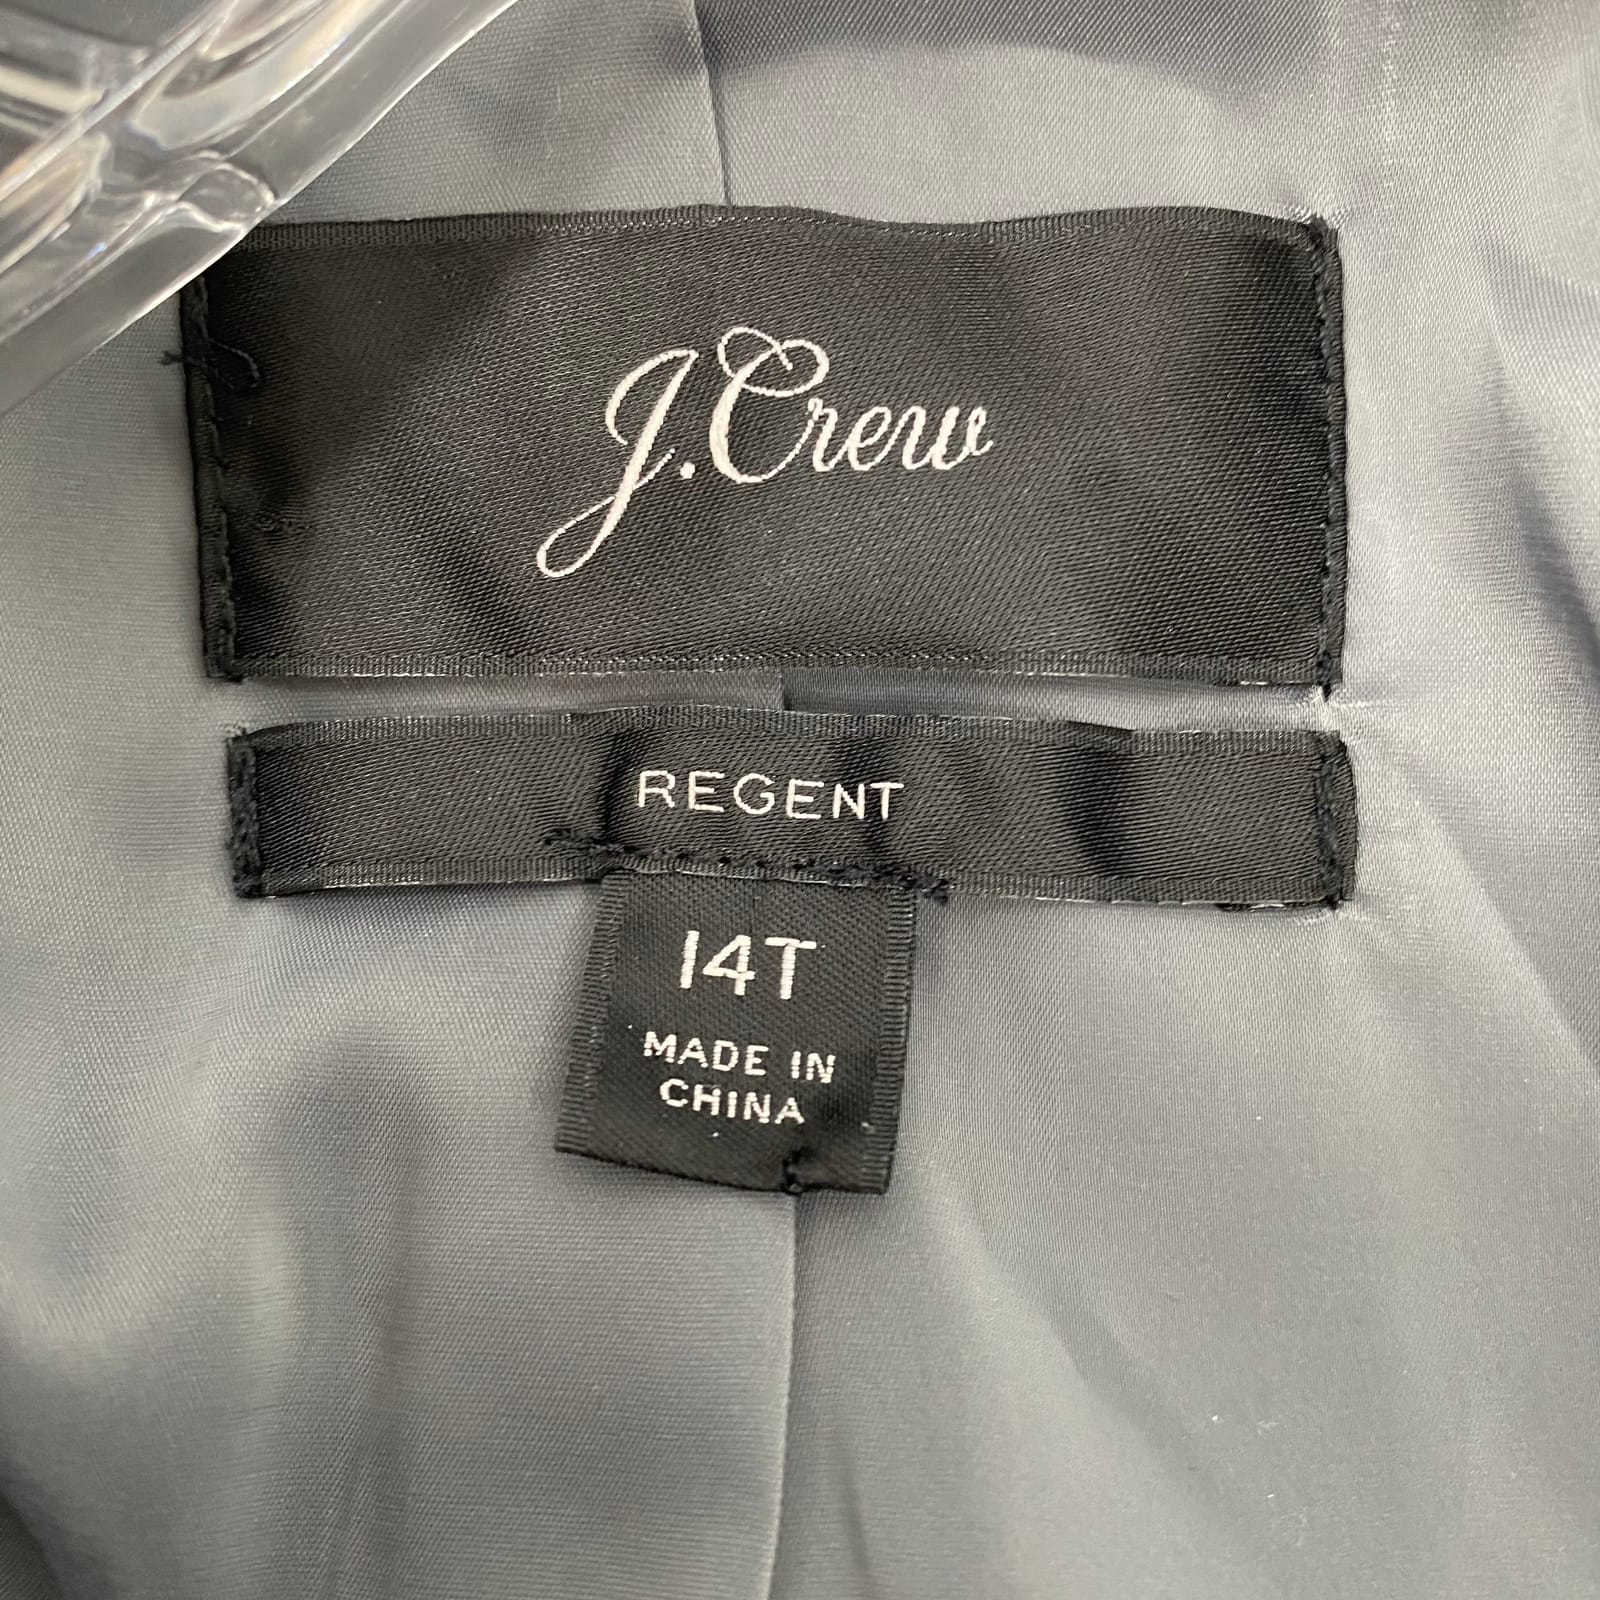 J.Crew
REGENT
14T
MADE IN
CHINA